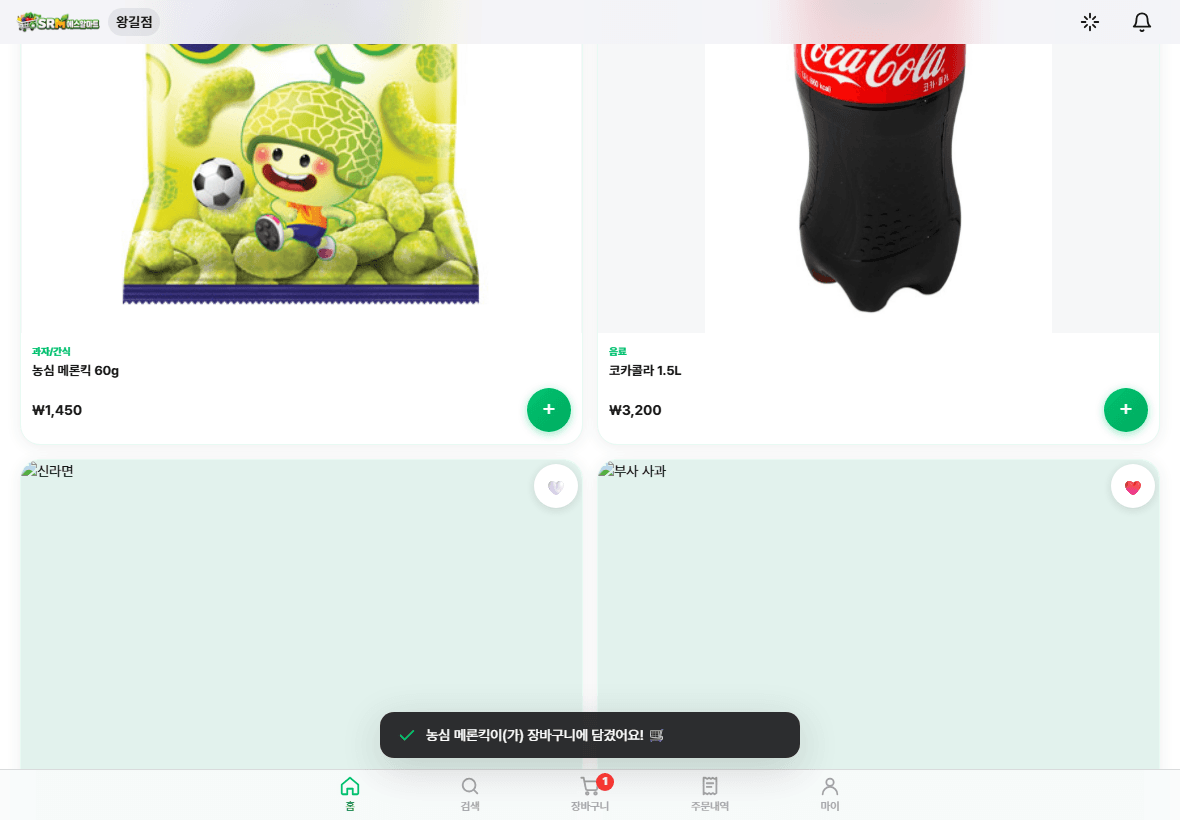 SRM에스알마트
왕길점
Coca-Cola
과자/간식
농심 메론킥 60g
₩1,450
음료
코카콜라 1.5L
₩3,200
신라면
부사 사과
농심 메론킥이(가) 장바구니에 담겼어요!
홈
검색
장바구니
1
주문내역
마이